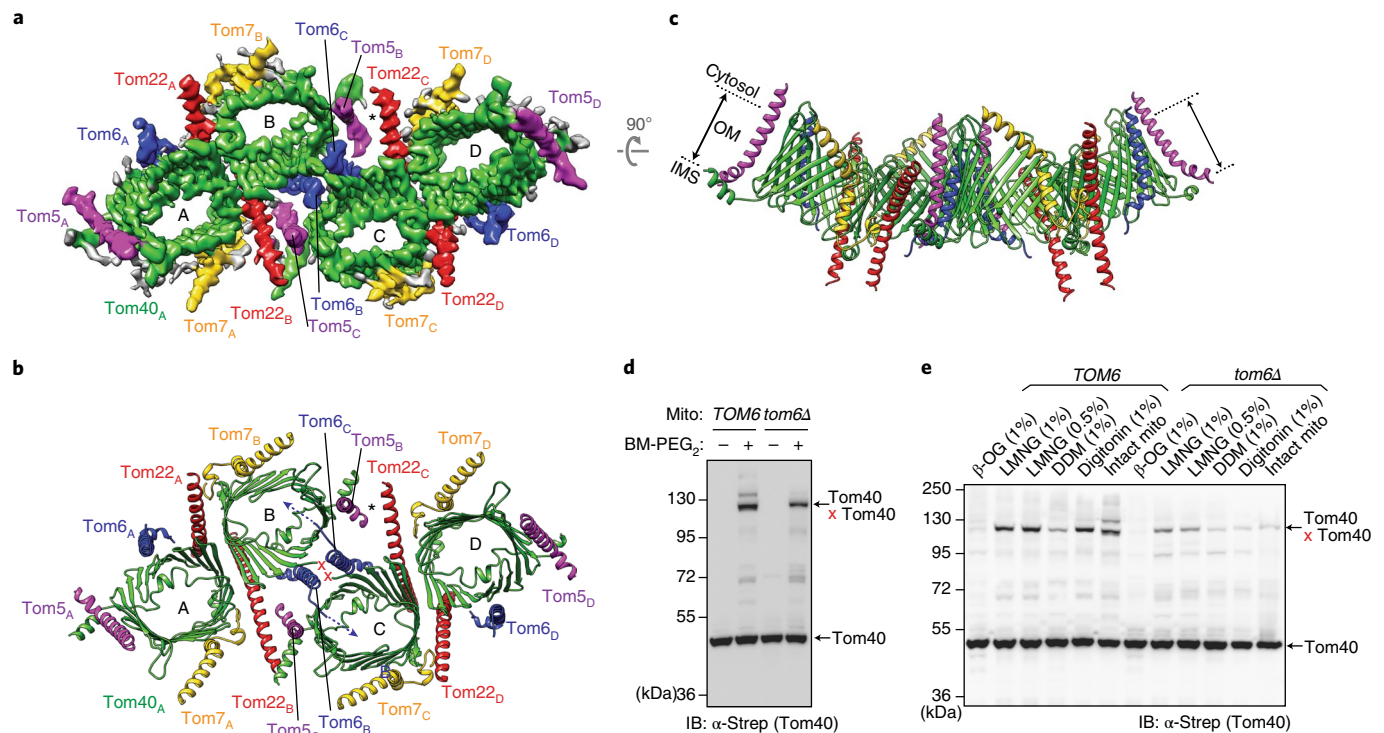 a
Tom7B
Tom6C
Tom5B
Tom22A
Tom22C
Tom7D
Tom5D
Tom6A
B
*
D
Tom5A
A
C
Tom6D
Tom40A
Tom7A
Tom22B
Tom6B
Tom5C
Tom7C
Tom22D
90°
c
Cytosol
OM
IMS
b
Tom7B
Tom6C
Tom5B
Tom22A
Tom22C
Tom7D
B
*
Tom6A
D
x
x
Tom5A
A
C
Tom5D
Tom6D
B
Tom40A
Tom7A
Tom22B
Tom6B
Tom7C
Tom22D
d
Mito: TOM6 tom6Δ
BM-PEG2: − + − +
130
95
72
55
(kDa) 36
Tom40
x Tom40
Tom40
IB: α-Strep (Tom40)
e
TOM6 tom6Δ
β-OG (1%)
LMNG (1%)
LMNG (0.5%)
DDM (1%)
Digitonin (1%)
Intact mito
β-OG (1%)
LMNG (1%)
LMNG (0.5%)
DDM (1%)
Digitonin (1%)
Intact mito
250
130
95
72
55
36
(kDa)
Tom40
x Tom40
Tom40
IB: α-Strep (Tom40)